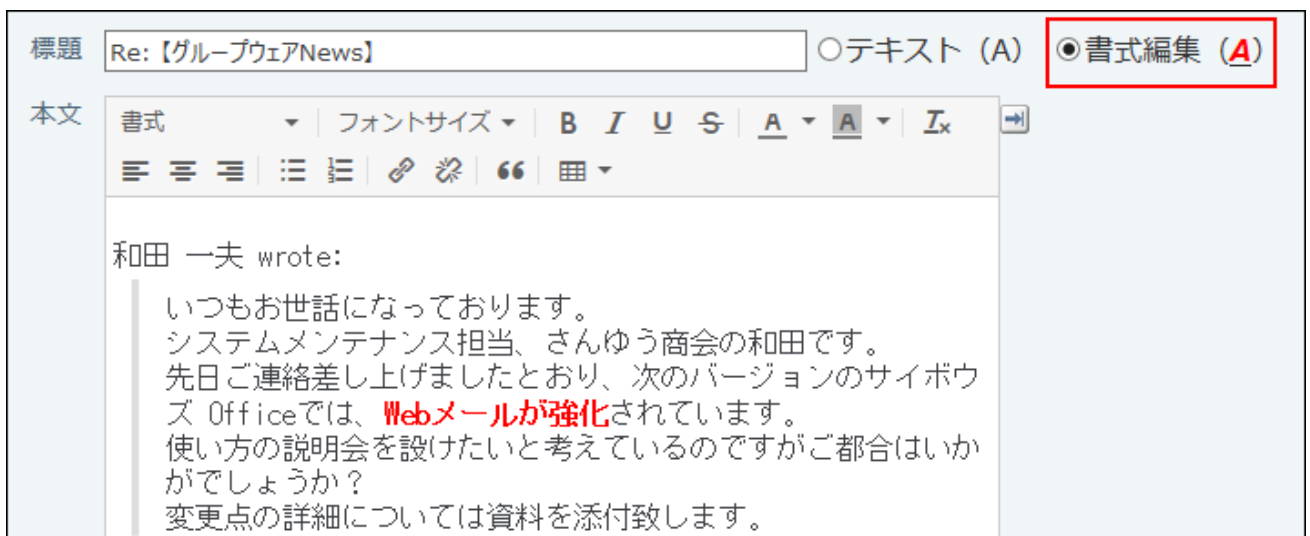 標題 Re:【グループウェアNews】 ○テキスト (A) ◉書式編集 (A)
本文 書式 フォントサイズ B I U S A A Tx
和田 一夫 wrote:
いつもお世話になっております。
システムメンテナンス担当、さんゆう商会の和田です。
先日ご連絡差し上げましたとおり、次のバージョンのサイボウ
ズ Officeでは、Webメールが強化されています。
使い方の説明会を設けたいと考えているのですがご都合はいか
がでしょうか？
変更点の詳細については資料を添付致します。